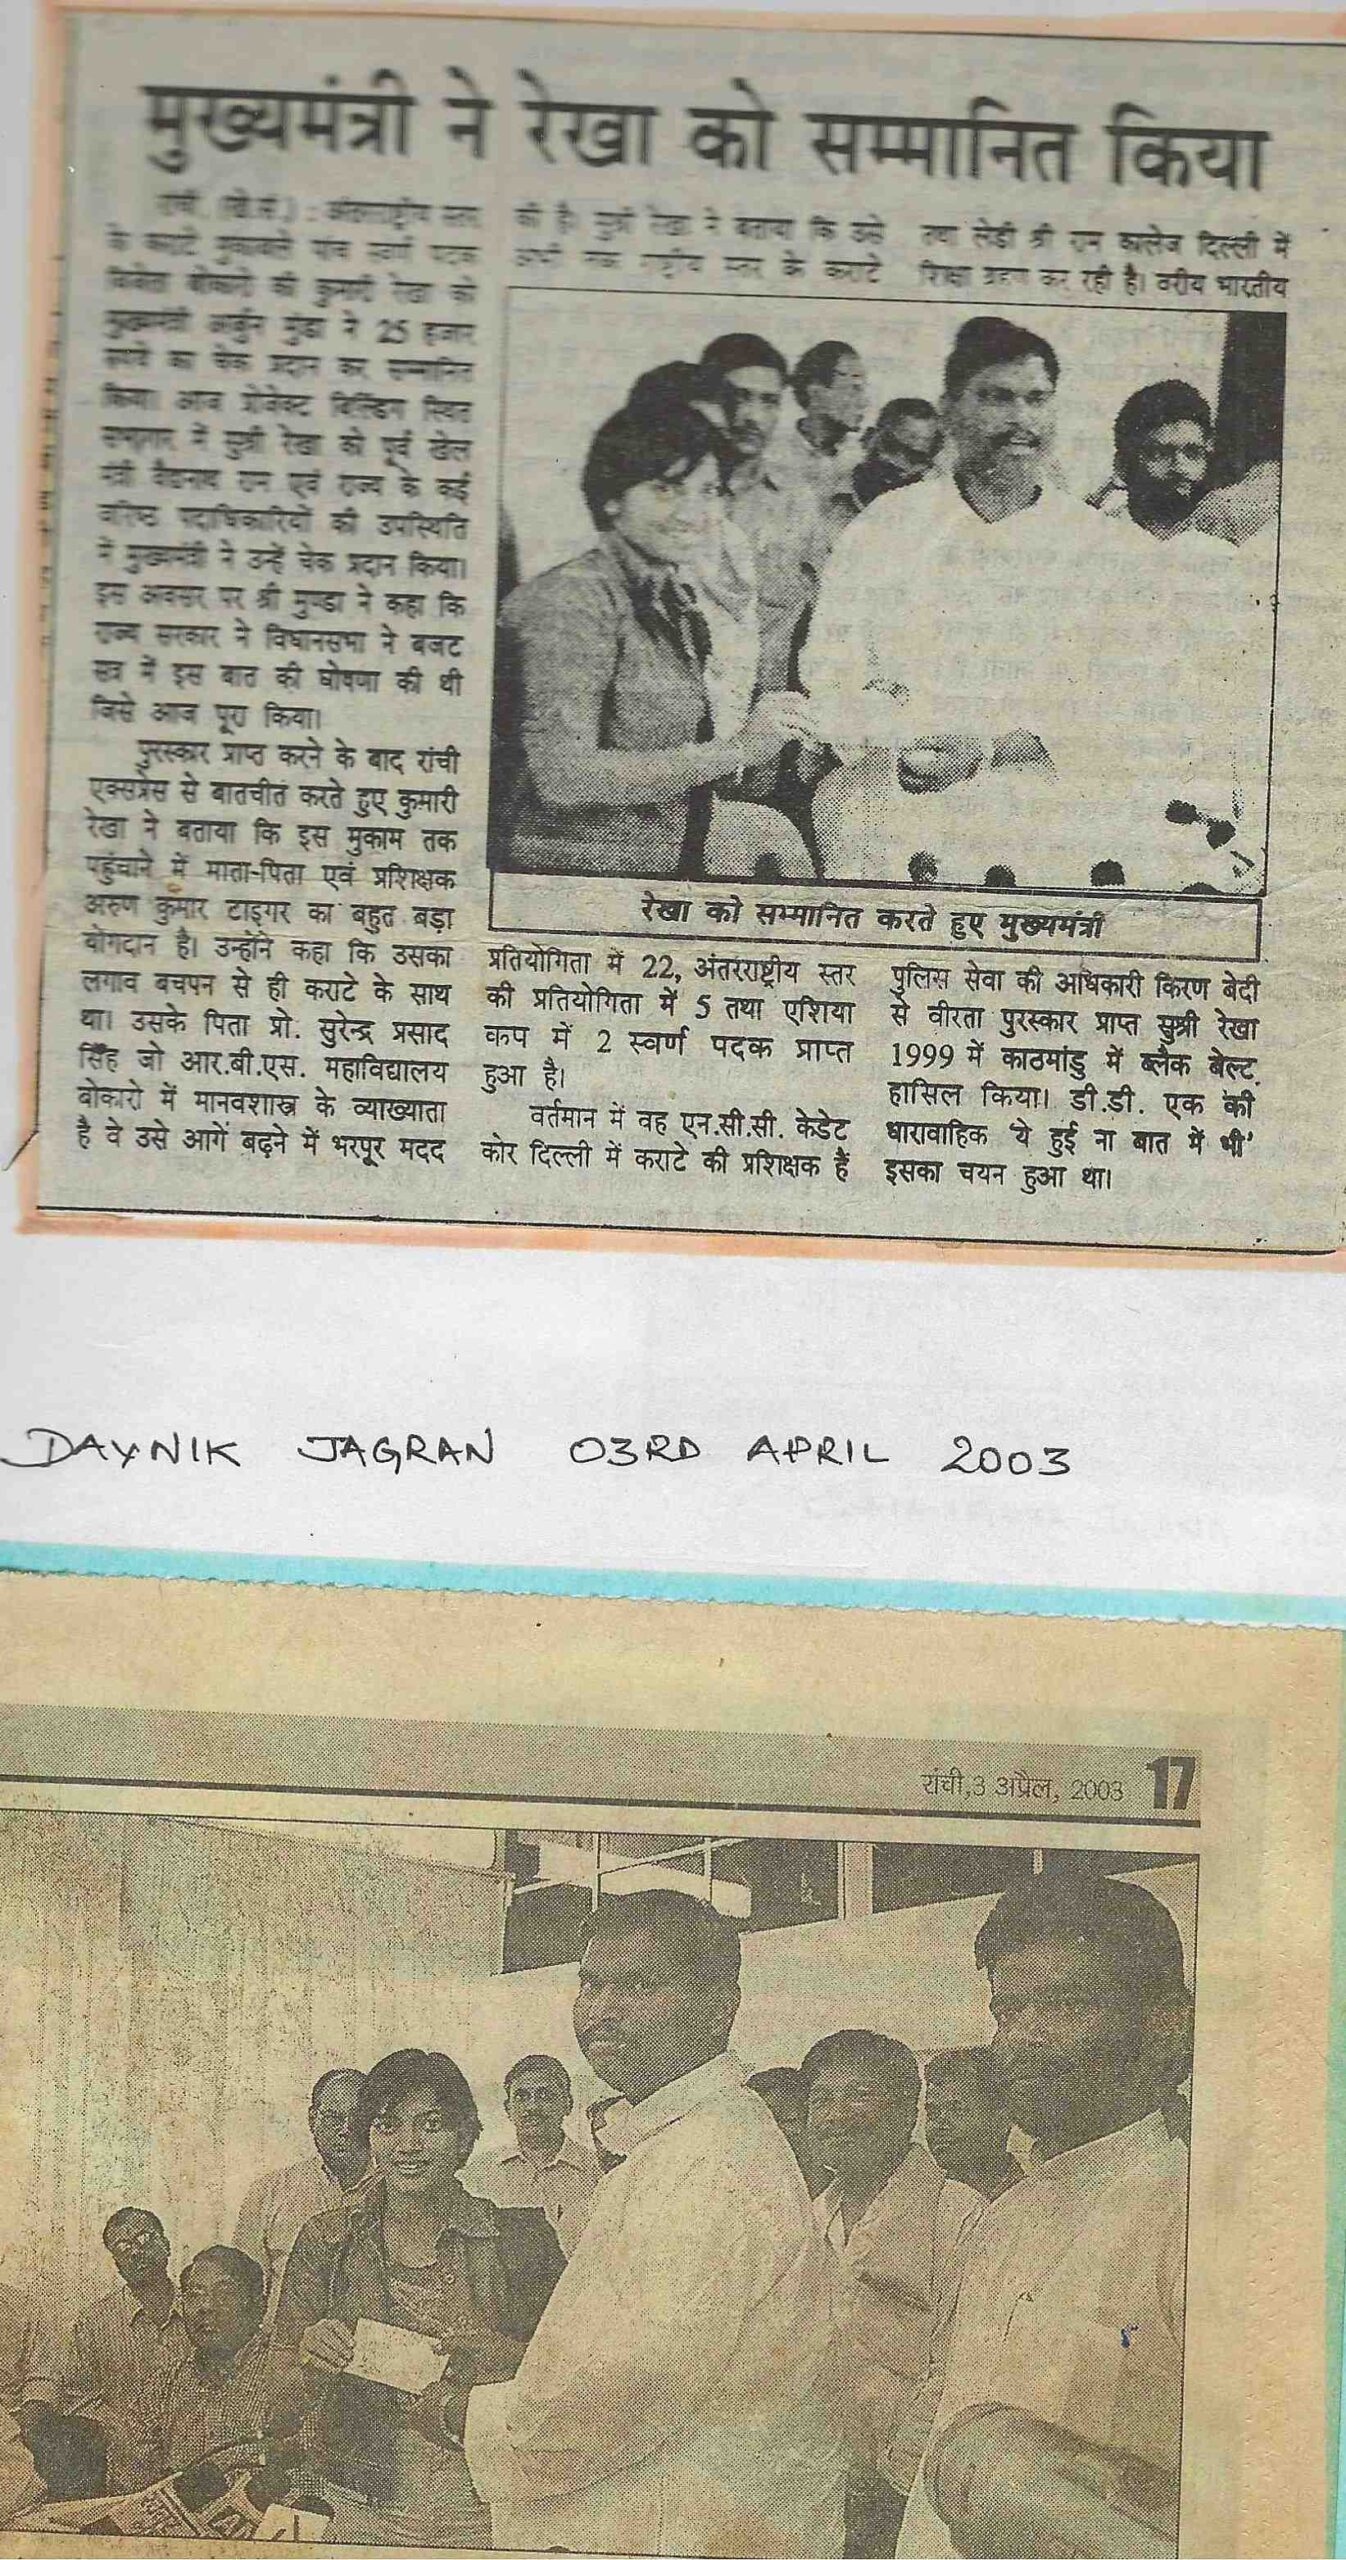 मुख्यमंत्री ने रेखा को सम्मानित किया
रांची, (खे.सं.) : अंतरराष्ट्रीय स्तर
के कराटे मुकाबले पांच स्वर्ण पदक
विजेता बोकारो की कुमारी रेखा को
मुख्यमंत्री अर्जुन मुंडा ने 25 हजार
रूपये का चेक प्रदान कर सम्मानित
किया। आज प्रोजेक्ट बिल्डिंग स्थित
सभागार में सुश्री रेखा को पूर्व खेल
मंत्री बैद्यनाथ राम एवं राज्य के कई
वरिष्ठ पदाधिकारियों की उपस्थिति
में मुख्यमंत्री ने उन्हें चेक प्रदान किया।
इस अवसर पर श्री मुण्डा ने कहा कि
राज्य सरकार ने विधानसभा ने बजट
सत्र में इस बात की घोषणा की थी
जिसे आज पूरा किया।
पुरस्कार प्राप्त करने के बाद रांची
एक्सप्रेस से बातचीत करते हुए कुमारी
रेखा ने बताया कि इस मुकाम तक
पहुंचाने में माता-पिता एवं प्रशिक्षक
अरुण कुमार टाइगर का बहुत बड़ा
योगदान है। उन्होंने कहा कि उसका
लगाव बचपन से ही कराटे के साथ
था। उसके पिता प्रो. सुरेन्द्र प्रसाद
सिंह जो आर.बी.एस. महाविद्यालय
बोकारो में मानवशास्त्र के व्याख्याता
है वे उसे आगें बढ़ने में भरपूर मदद
की है। सुश्री रेखा ने बताया कि उसे
अभी तक राष्ट्रीय स्तर के कराटे
रेखा को सम्मानित करते हुए मुख्यमंत्री
प्रतियोगिता में 22, अंतरराष्ट्रीय स्तर
की प्रतियोगिता में 5 तथा एशिया
कप में 2 स्वर्ण पदक प्राप्त
हुआ है।
वर्तमान में वह एन.सी.सी. केडेट
कोर दिल्ली में कराटे की प्रशिक्षक हैं
तथा लेडी श्री राम कालेज दिल्ली में
शिक्षा ग्रहण कर रही है। वरीय भारतीय
पुलिस सेवा की अधिकारी किरण बेदी
से वीरता पुरस्कार प्राप्त सुश्री रेखा
1999 में काठमांडु में ब्लैक बेल्ट
हासिल किया। डी.डी. एक की
धारावाहिक 'ये हुई ना बात में भी'
इसका चयन हुआ था।
DAYNIK JAGRAN 03RD APRIL 2003
रांची,3 अप्रैल, 2003 17